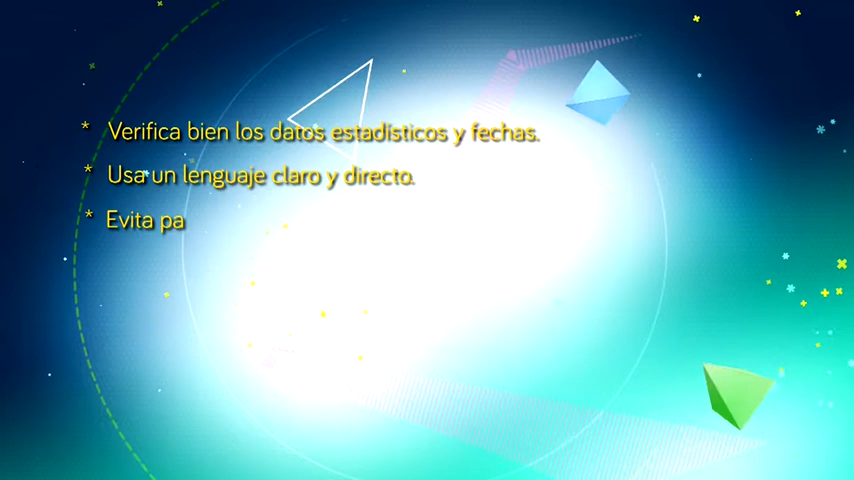 * Verifica bien los datos estadísticos y fechas.
* Usa un lenguaje claro y directo.
* Evita pa